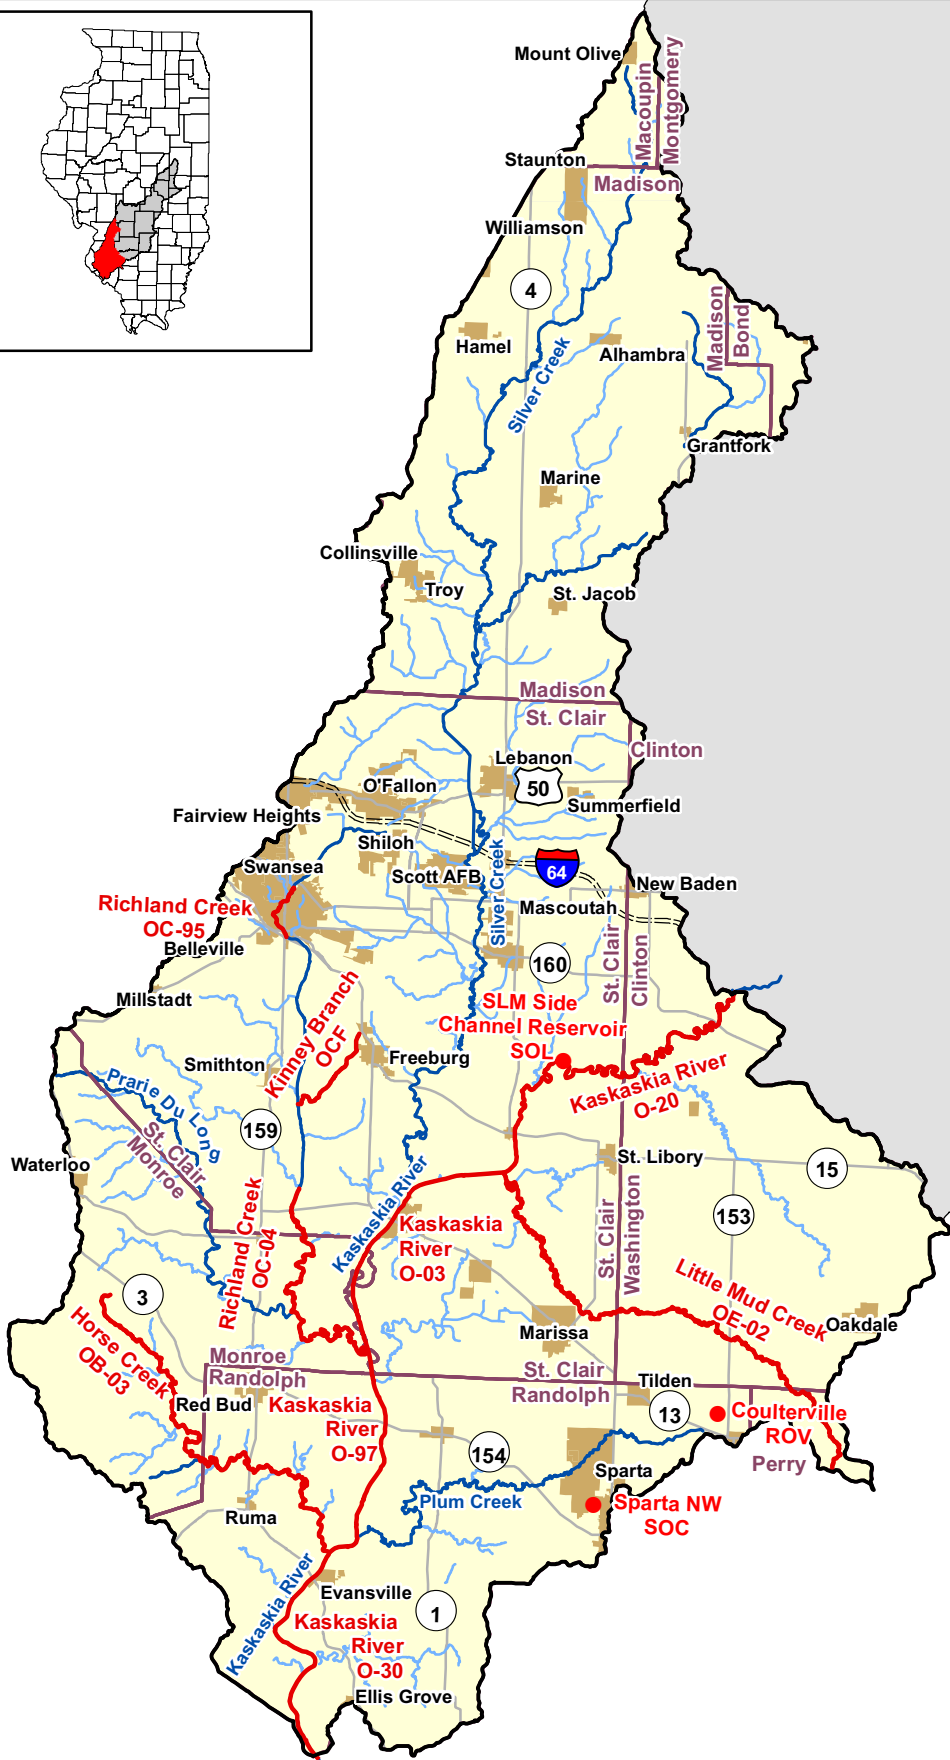 Mount Olive
Macoupin
Montgomery
Staunton
Madison
Williamson
4
Madison
Bond
Hamel
Alhambra
Silver Creek
Grantfork
Marine
Collinsville
Troy
St. Jacob
Madison
St. Clair
Clinton
Lebanon
O'Fallon
50
Summerfield
Fairview Heights
Shiloh
Swansea
Scott AFB
64
New Baden
Silver Creek
Mascoutah
Richland Creek
OC-95
Belleville
160
St. Clair
Clinton
Millstadt
SLM Side
Channel Reservoir
SOL
Kinney Branch
OCF
Freeburg
Smithton
Kaskaskia River
O-20
Prarie Du Long
159
St. Clair
Monroe
Waterloo
St. Libory
15
Kaskaskia River
153
St. Clair
Washington
Richland Creek
OC-04
Kaskaskia
River
O-03
3
Little Mud Creek
OE-02
Horse Creek
OB-03
Marissa
Oakdale
Monroe
Randolph
St. Clair
Randolph
Tilden
Red Bud
Kaskaskia
River
O-97
13
Coulterville
ROV
154
Perry
Sparta
Plum Creek
Sparta NW
SOC
Ruma
Kaskaskia River
Evansville
1
Kaskaskia
River
O-30
Ellis Grove